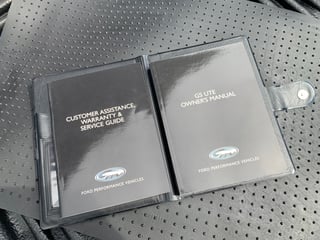 CUSTOMER ASSISTANCE,
WARRANTY &
SERVICE GUIDE
FORD PERFORMANCE VEHICLES
GS UTE
OWNER'S MANUAL
FORD PERFORMANCE VEHICLES